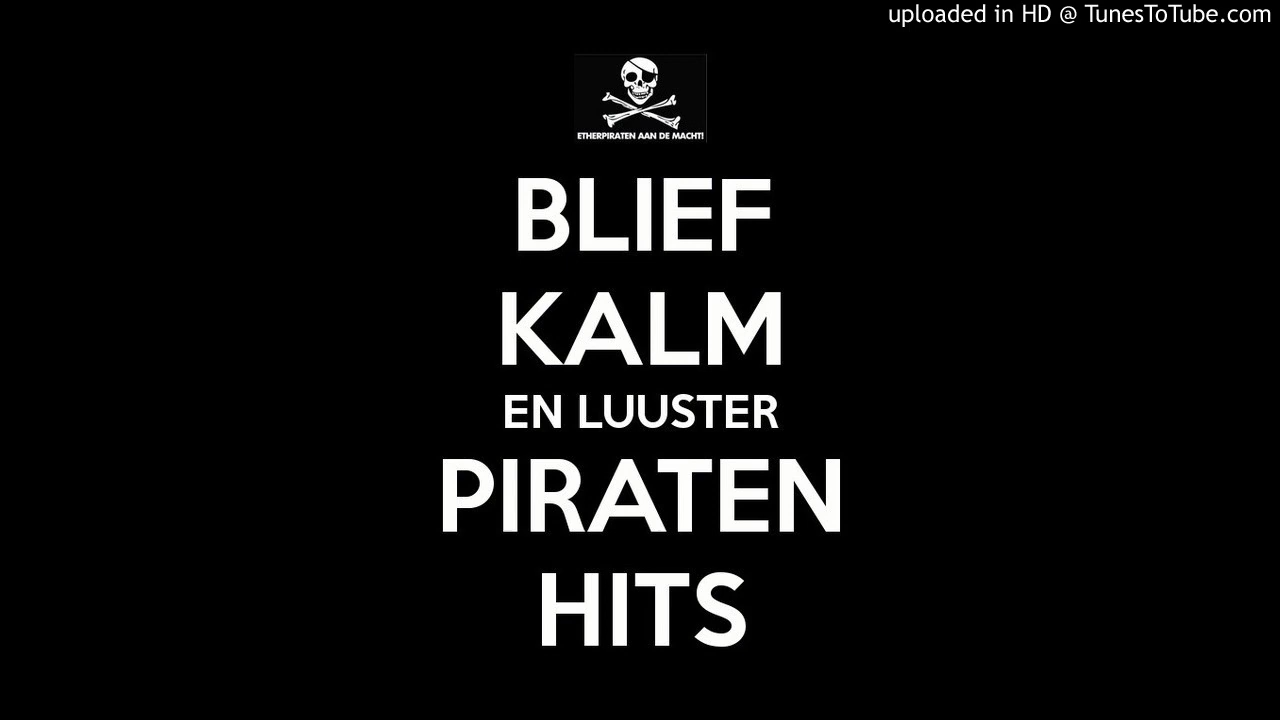 uploaded in HD @ TunesToTube.com
ETHERPIRATEN AAN DE MACHT!
BLIEF
KALM
EN LUUSTER
PIRATEN
HITS